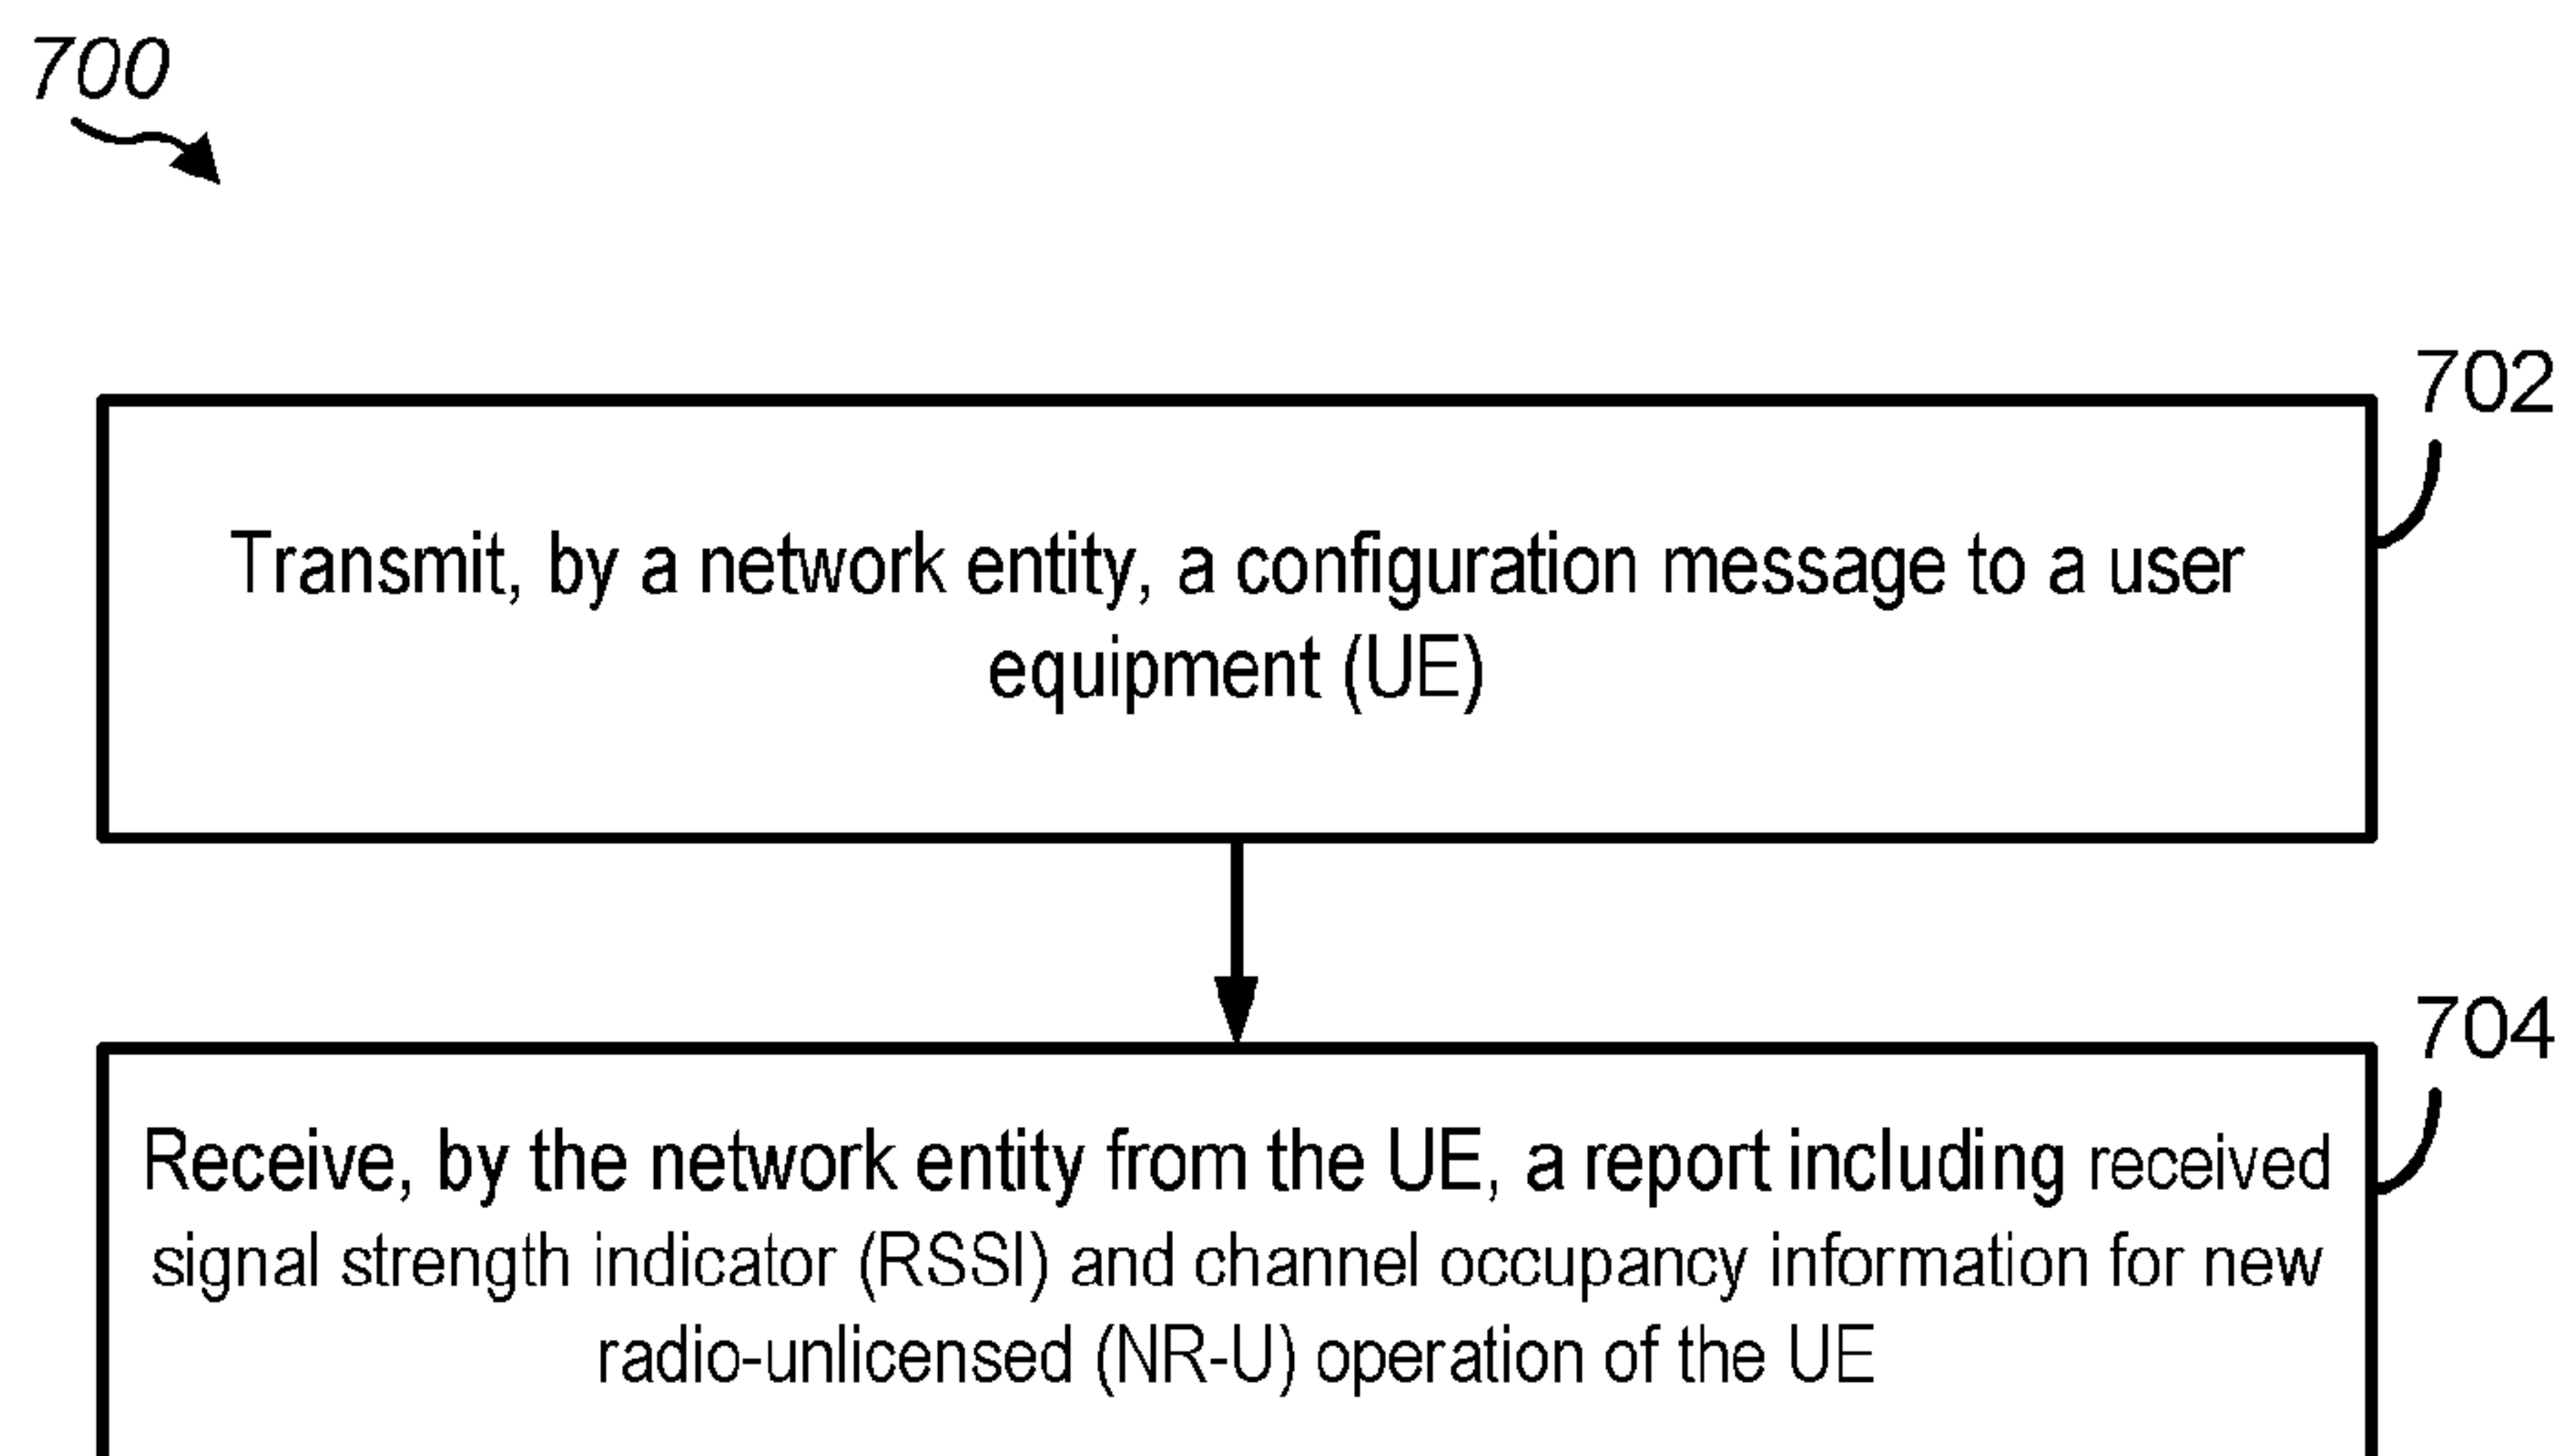 700
702
Transmit, by a network entity, a configuration message to a user
equipment (UE)
704
Receive, by the network entity from the UE, a report including received
signal strength indicator (RSSI) and channel occupancy information for new
radio-unlicensed (NR-U) operation of the UE